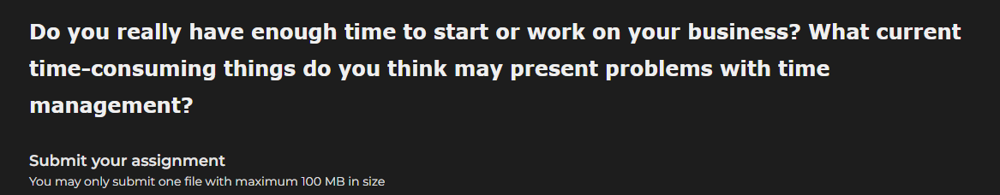 Do you really have enough time to start or work on your business? What current
time-consuming things do you think may present problems with time
management?
Submit your assignment
You may only submit one file with maximum 100 MB in size